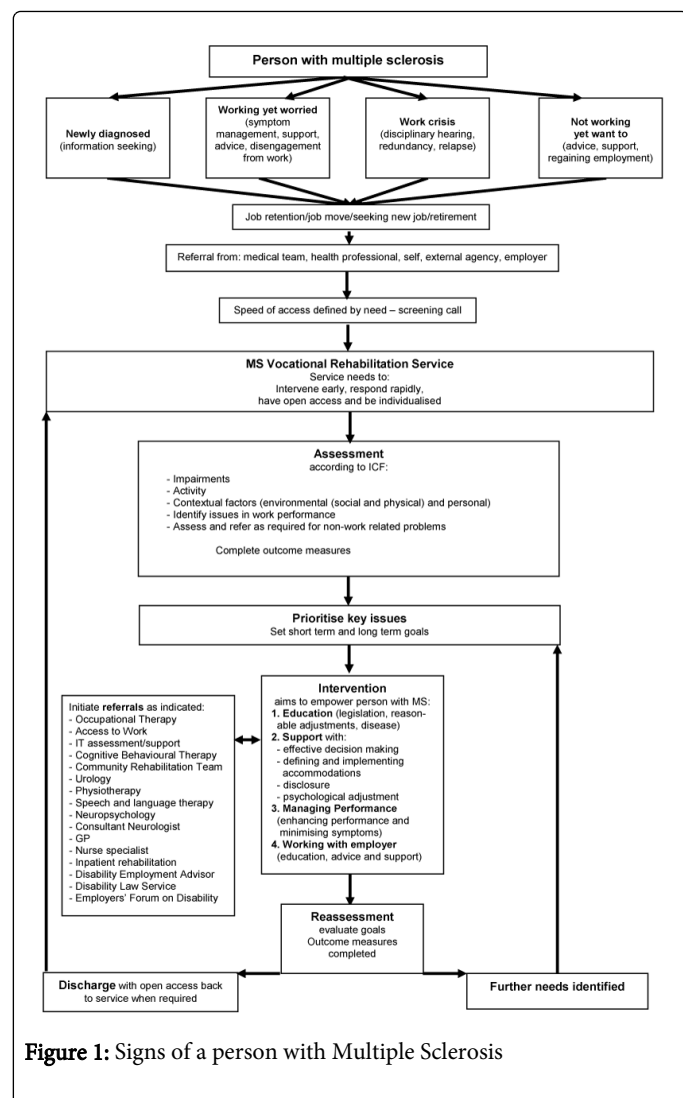 Person with multiple sclerosis
Newly diagnosed
(information seeking)
Working yet worried
(symptom
management, support,
advice, disengagement
from work)
Work crisis
(disciplinary hearing,
redundancy, relapse)
Not working
yet want to
(advice, support,
regaining employment)
Job retention/job move/seeking new job/retirement
Referral from: medical team, health professional, self, external agency, employer
Speed of access defined by need – screening call
MS Vocational Rehabilitation Service
Service needs to:
Intervene early, respond rapidly,
have open access and be individualised
Assessment
according to ICF:
- Impairments
- Activity
- Contextual factors (environmental (social and physical) and personal)
- Identify issues in work performance
- Assess and refer as required for non-work related problems
Complete outcome measures
Prioritise key issues
Set short term and long term goals
Initiate referrals as indicated:
- Occupational Therapy
- Access to Work
- IT assessment/support
- Cognitive Behavioural Therapy
- Community Rehabilitation Team
- Urology
- Physiotherapy
- Speech and language therapy
- Neuropsychology
- Consultant Neurologist
- GP
- Nurse specialist
- Inpatient rehabilitation
- Disability Employment Advisor
- Disability Law Service
- Employers' Forum on Disability
Intervention
aims to empower person with MS:
1. Education (legislation, reason-
able adjustments, disease)
2. Support with:
- effective decision making
- defining and implementing
accommodations
- disclosure
- psychological adjustment
3. Managing Performance
(enhancing performance and
minimising symptoms)
4. Working with employer
(education, advice and support)
Reassessment
evaluate goals
Outcome measures
completed
Discharge with open access back
to service when required
Further needs identified
Figure 1: Signs of a person with Multiple Sclerosis